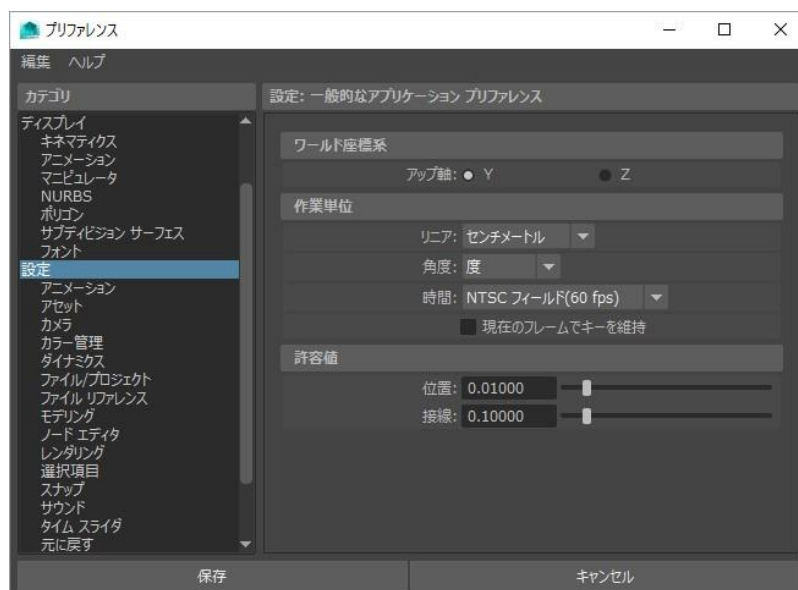 プリファレンス
編集 ヘルプ
カテゴリ
ディスプレイ
キネマティクス
アニメーション
マニピュレータ
NURBS
ポリゴン
サブディビジョン サーフェス
フォント
設定
アニメーション
アセット
カメラ
カラー管理
ダイナミクス
ファイル/プロジェクト
ファイル リファレンス
モデリング
ノード エディタ
レンダリング
選択項目
スナップ
サウンド
タイム スライダ
元に戻す
設定: 一般的なアプリケーション プリファレンス
ワールド座標系
アップ軸: Y Z
作業単位
リニア: センチメートル
角度: 度
時間: NTSC フィールド(60 fps)
現在のフレームでキーを維持
許容値
位置: 0.01000
接線: 0.10000
保存 キャンセル